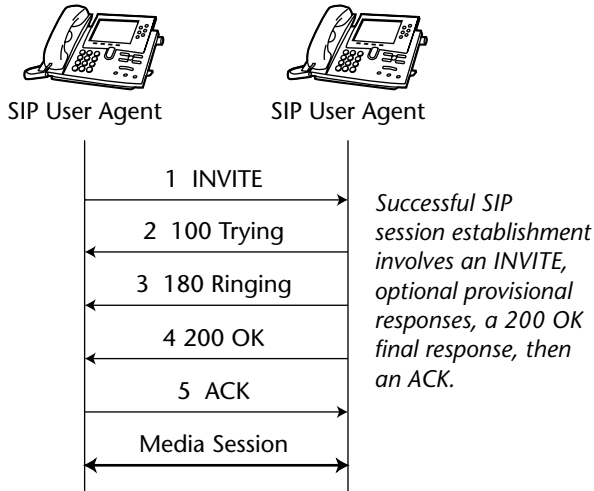 SIP User Agent
SIP User Agent
1 INVITE
2 100 Trying
3 180 Ringing
4 200 OK
5 ACK
Media Session
Successful SIP
session establishment
involves an INVITE,
optional provisional
responses, a 200 OK
final response, then
an ACK.